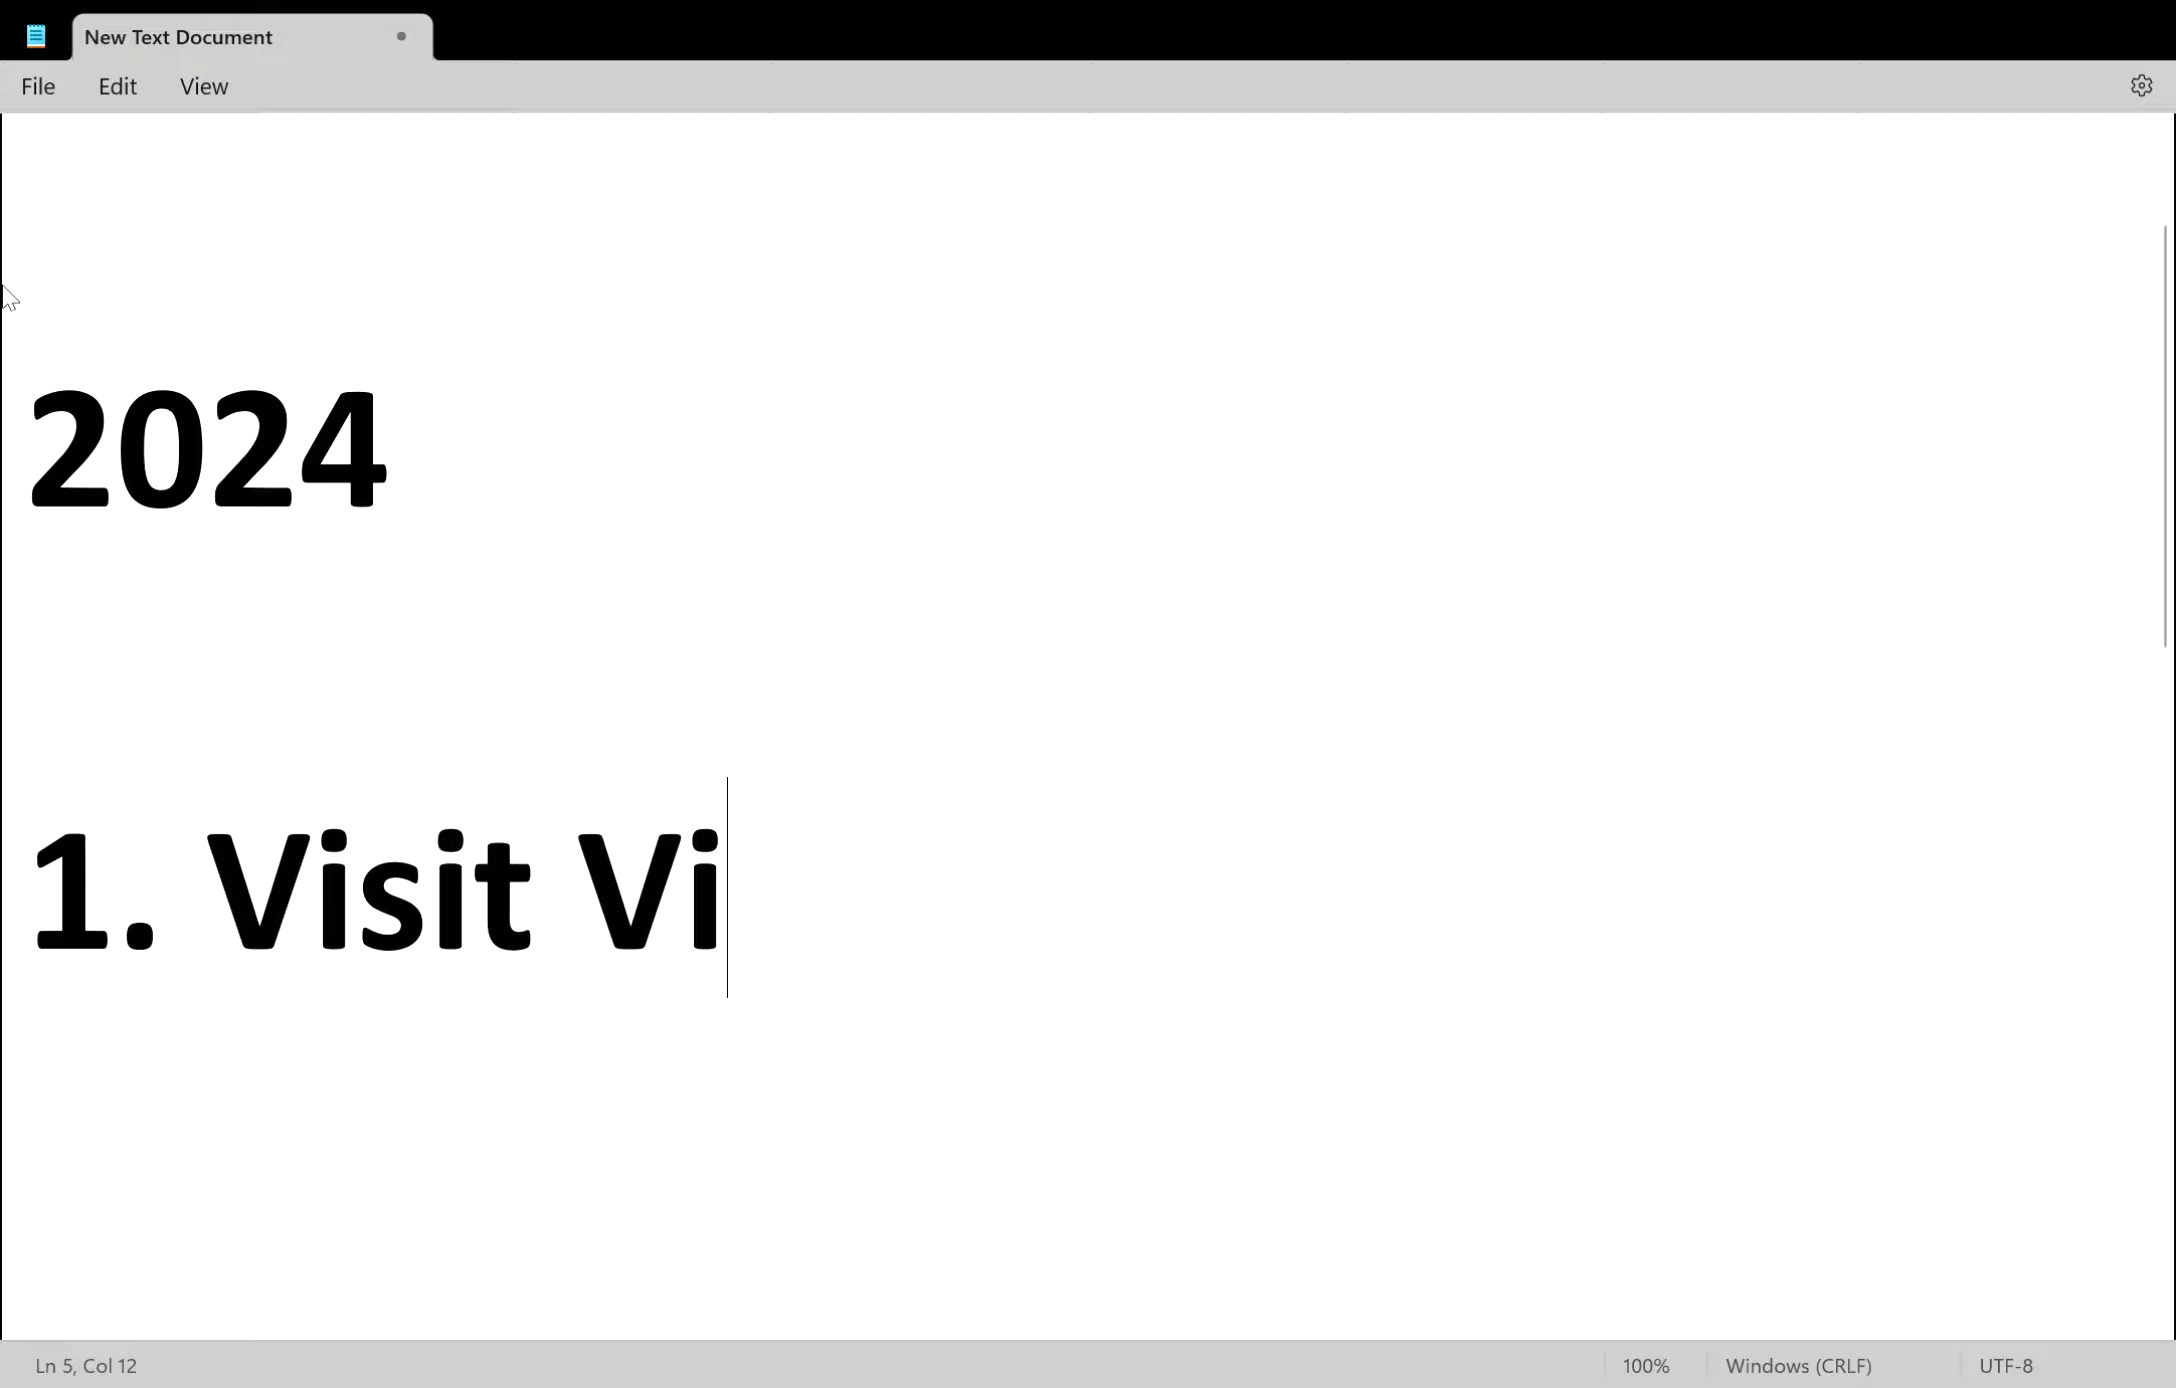 New Text Document
File Edit View
2024
1. Visit Vi
Ln 5, Col 12 100% Windows (CRLF) UTF-8